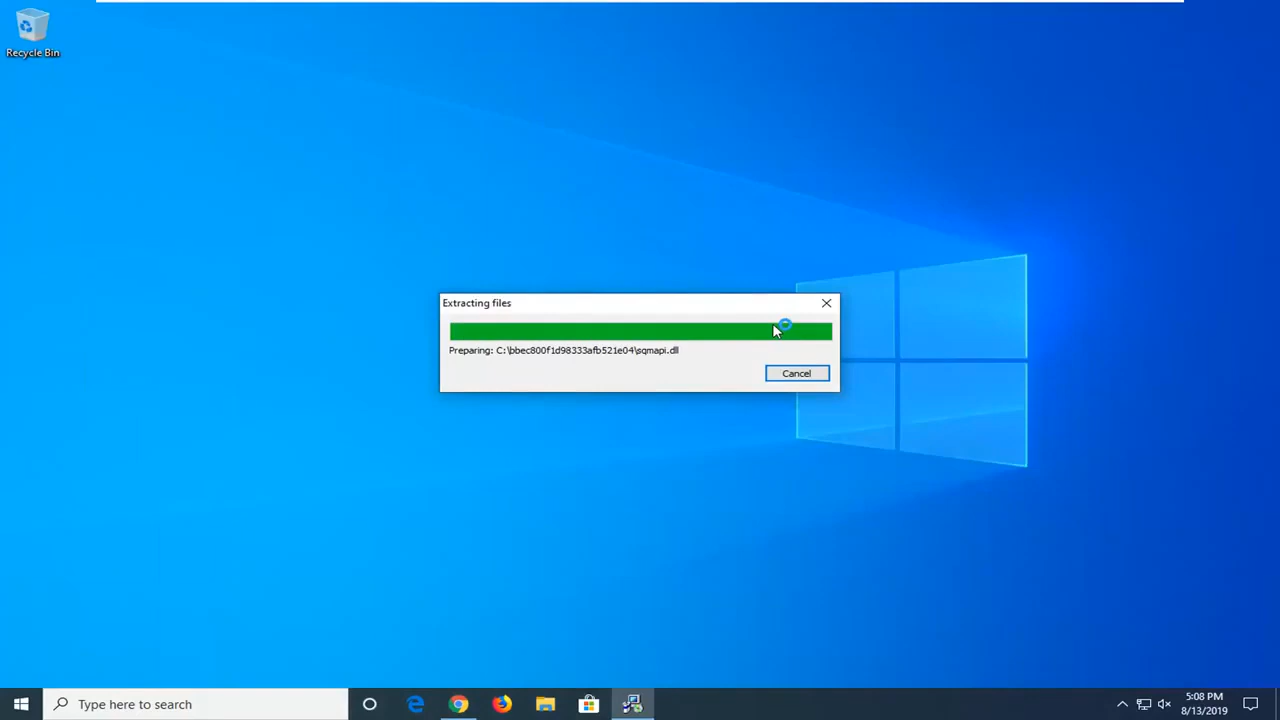 Recycle Bin
Extracting files
Preparing: C:\bbec800f1d98333afb521e04\sqmapi.dll
Cancel
Type here to search
5:08 PM
8/13/2019